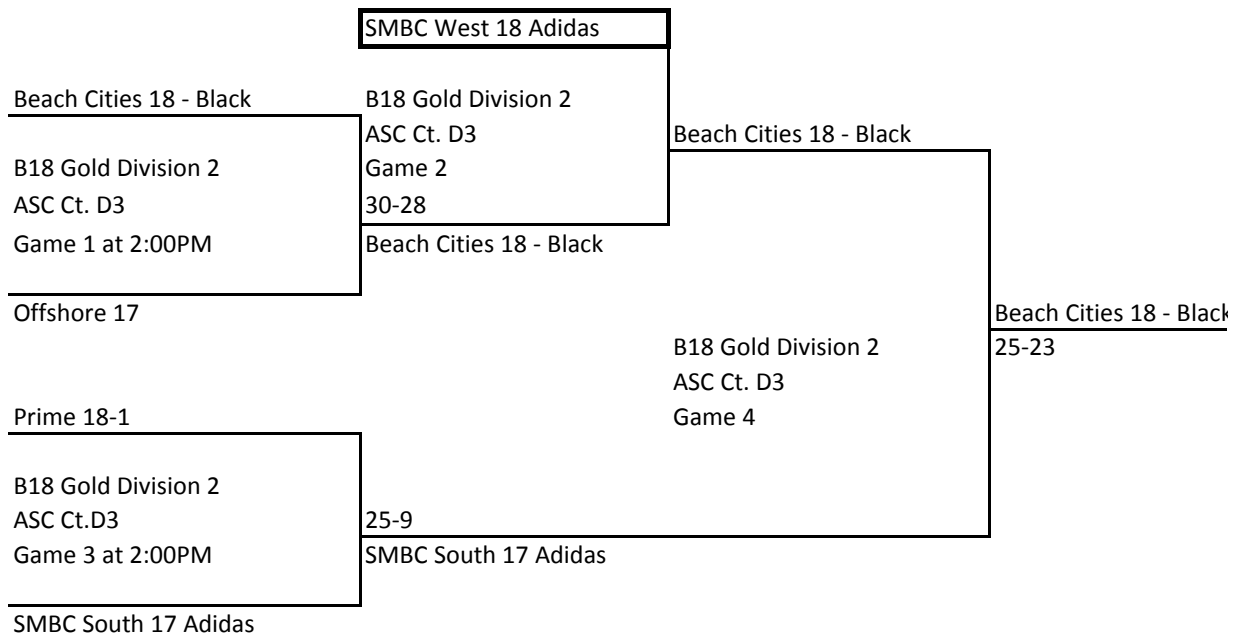 SMBC West 18 Adidas
Beach Cities 18 - Black
B18 Gold Division 2
ASC Ct. D3
Beach Cities 18 - Black
B18 Gold Division 2
Game 2
ASC Ct. D3
30-28
Game 1 at 2:00PM
Beach Cities 18 - Black
Offshore 17
Beach Cities 18 - Black
B18 Gold Division 2
25-23
ASC Ct. D3
Prime 18-1
Game 4
B18 Gold Division 2
ASC Ct.D3
25-9
Game 3 at 2:00PM
SMBC South 17 Adidas
SMBC South 17 Adidas